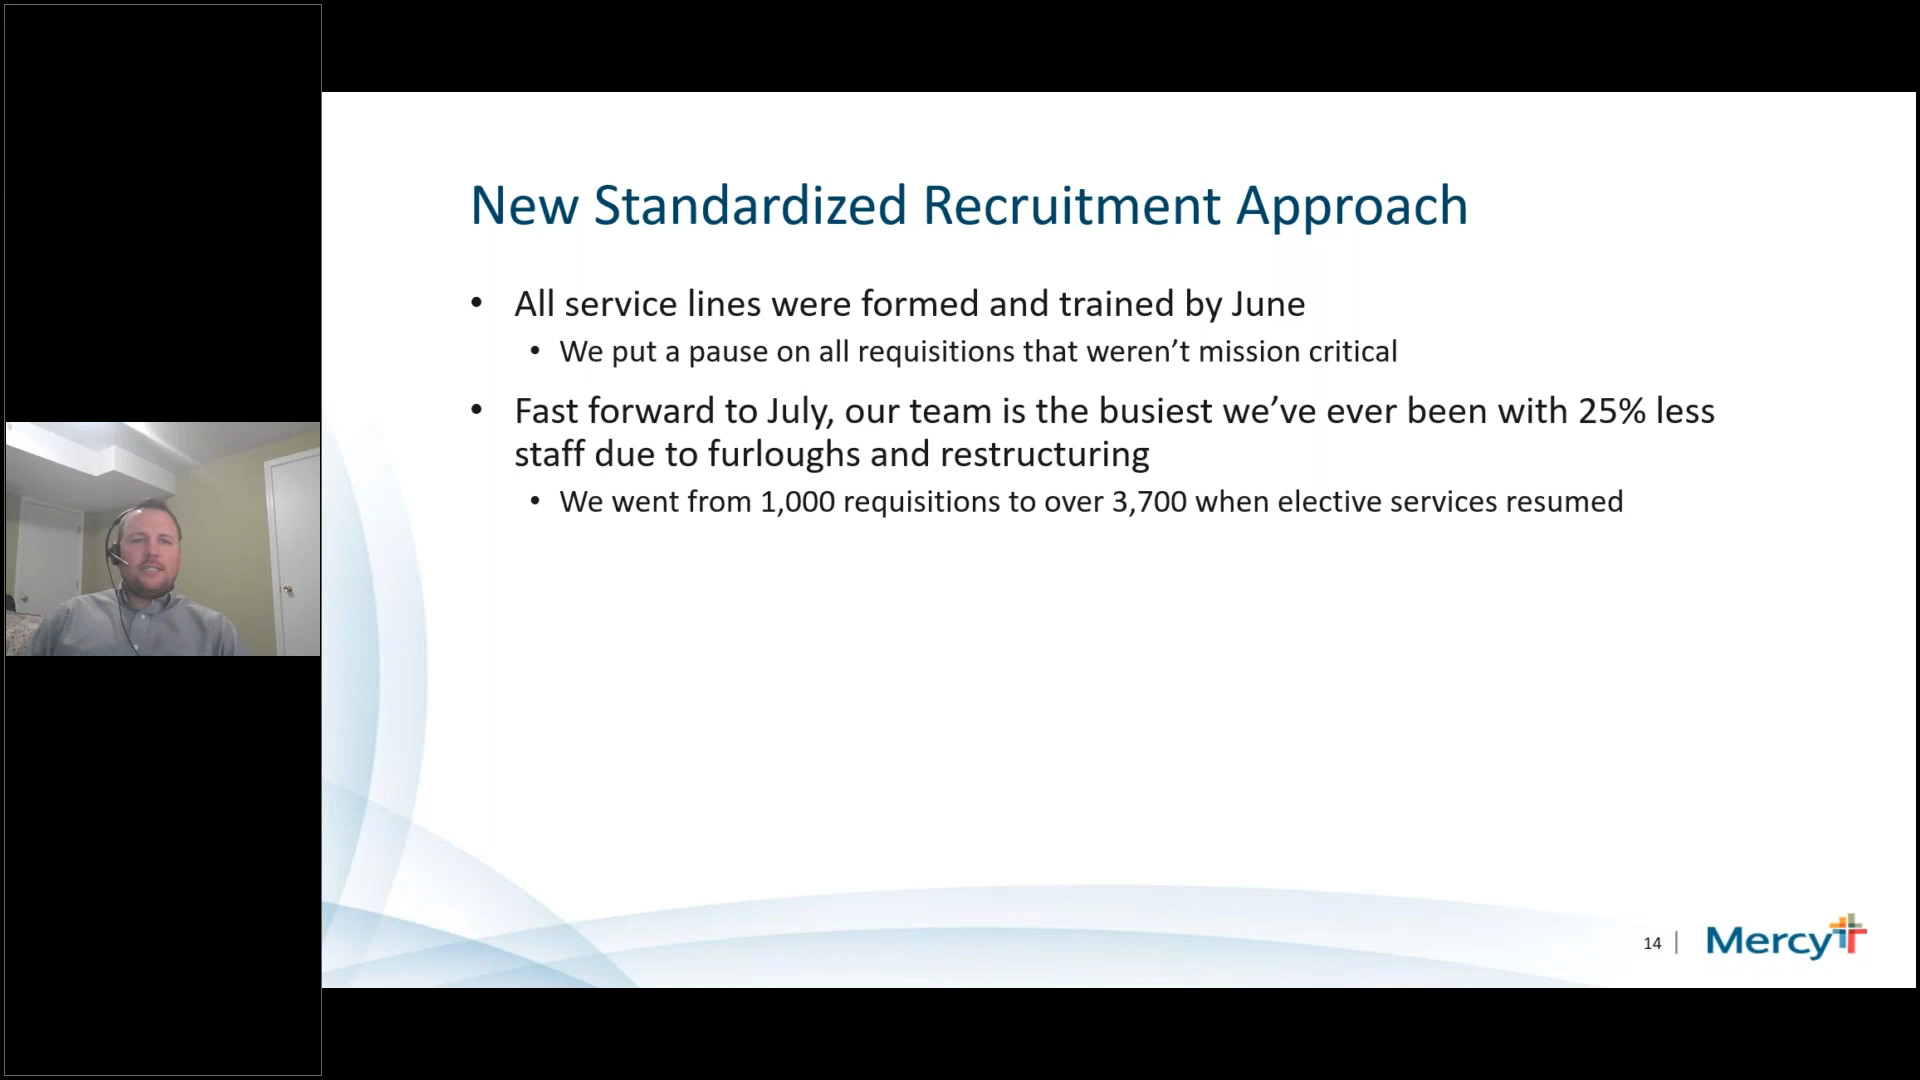 New Standardized Recruitment Approach
• All service lines were formed and trained by June
• We put a pause on all requisitions that weren’t mission critical
• Fast forward to July, our team is the busiest we’ve ever been with 25% less
staff due to furloughs and restructuring
• We went from 1,000 requisitions to over 3,700 when elective services resumed
14 |
Mercy